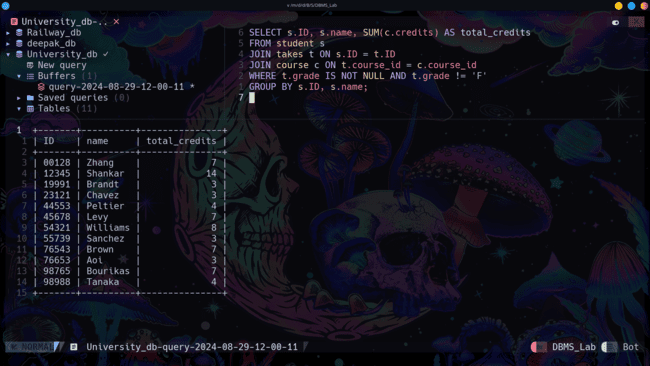 University_db-..
Railway_db
deepak_db
University_db
New query
Buffers (1)
query-2024-08-29-12-00-11 *
Saved queries (0)
Tables (11)
6 SELECT s.ID, s.name, SUM(c.credits) AS total_credits
5 FROM student s
4 JOIN takes t ON s.ID = t.ID
3 JOIN course c ON t.course_id = c.course_id
2 WHERE t.grade IS NOT NULL AND t.grade != 'F'
1 GROUP BY s.ID, s.name;
7
1 +-------+----------+---------------+
1 | ID | name | total_credits |
2 +-------+----------+---------------+
3 | 00128 | Zhang | 7 |
4 | 12345 | Shankar | 14 |
5 | 19991 | Brandt | 3 |
6 | 23121 | Chavez | 3 |
7 | 44553 | Peltier | 4 |
8 | 45678 | Levy | 7 |
9 | 54321 | Williams | 8 |
10 | 55739 | Sanchez | 3 |
11 | 76543 | Brown | 7 |
12 | 76653 | Aoi | 3 |
13 | 98765 | Bourikas | 7 |
14 | 98988 | Tanaka | 4 |
15 +-------+----------+---------------+
NORMAL University_db-query-2024-08-29-12-00-11 DBMS_Lab Bot